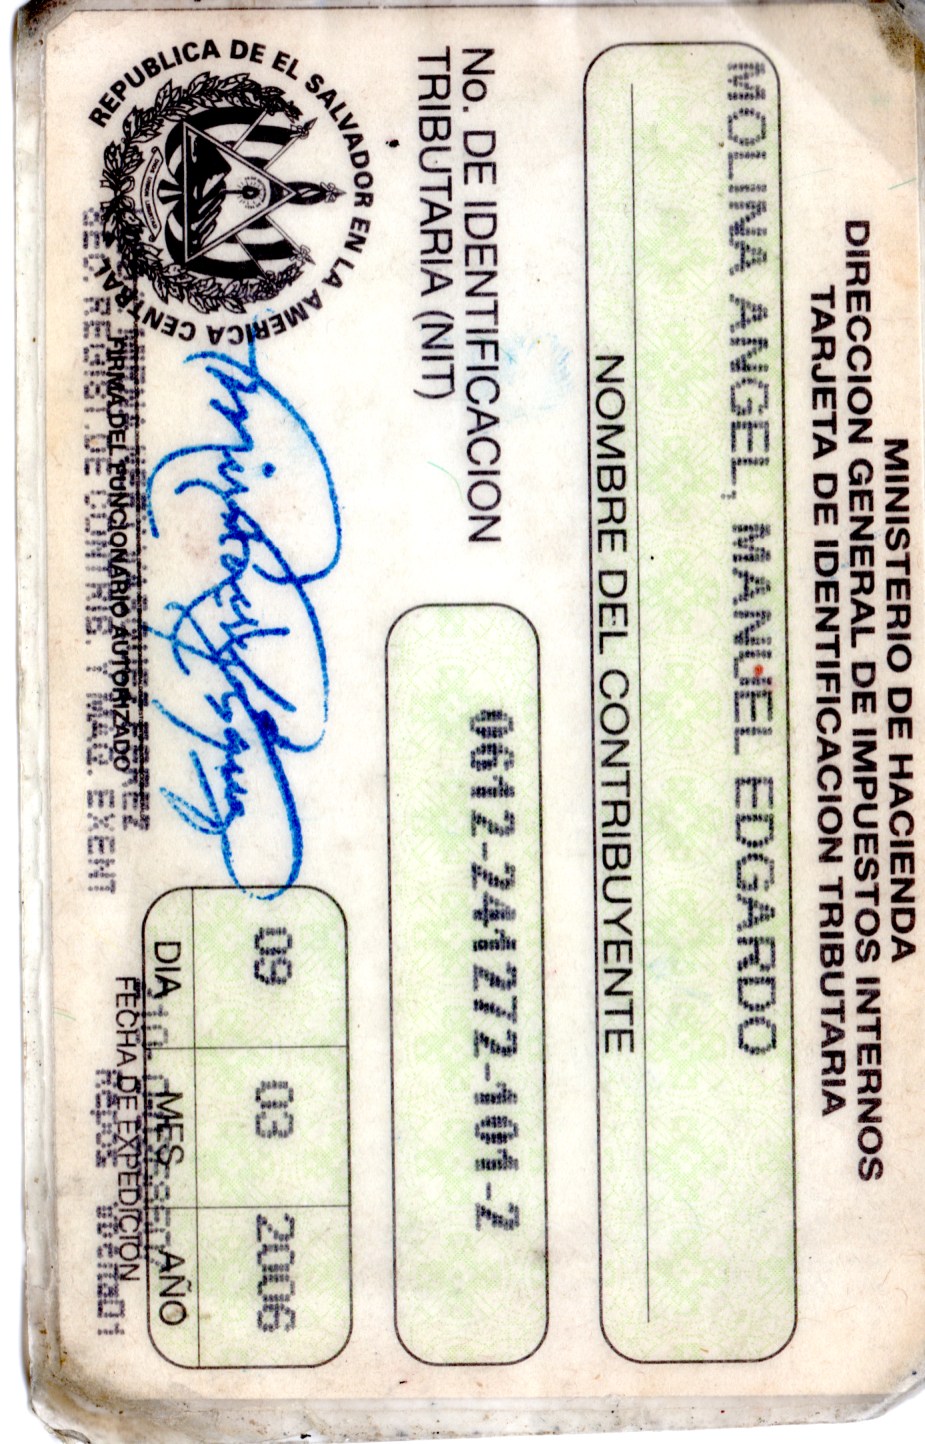 MINISTERIO DE HACIENDA
DIRECCION GENERAL DE IMPUESTOS INTERNOS
TARJETA DE IDENTIFICACION TRIBUTARIA
MOLINA ANGEL, MANUEL EDGARDO
NOMBRE DEL CONTRIBUYENTE
No. DE IDENTIFICACION
TRIBUTARIA (NIT)
0612-241272-101-2
REPUBLICA DE EL SALVADOR EN LA AMERICA CENTRAL
09 03 2006
DIA MES AÑO
FIRMA DEL FUNCIONARIO AUTORIZADO
SEC. REGIST. DE CONTRIB. Y MAQ. EXENT
FECHA DE EXPEDICION